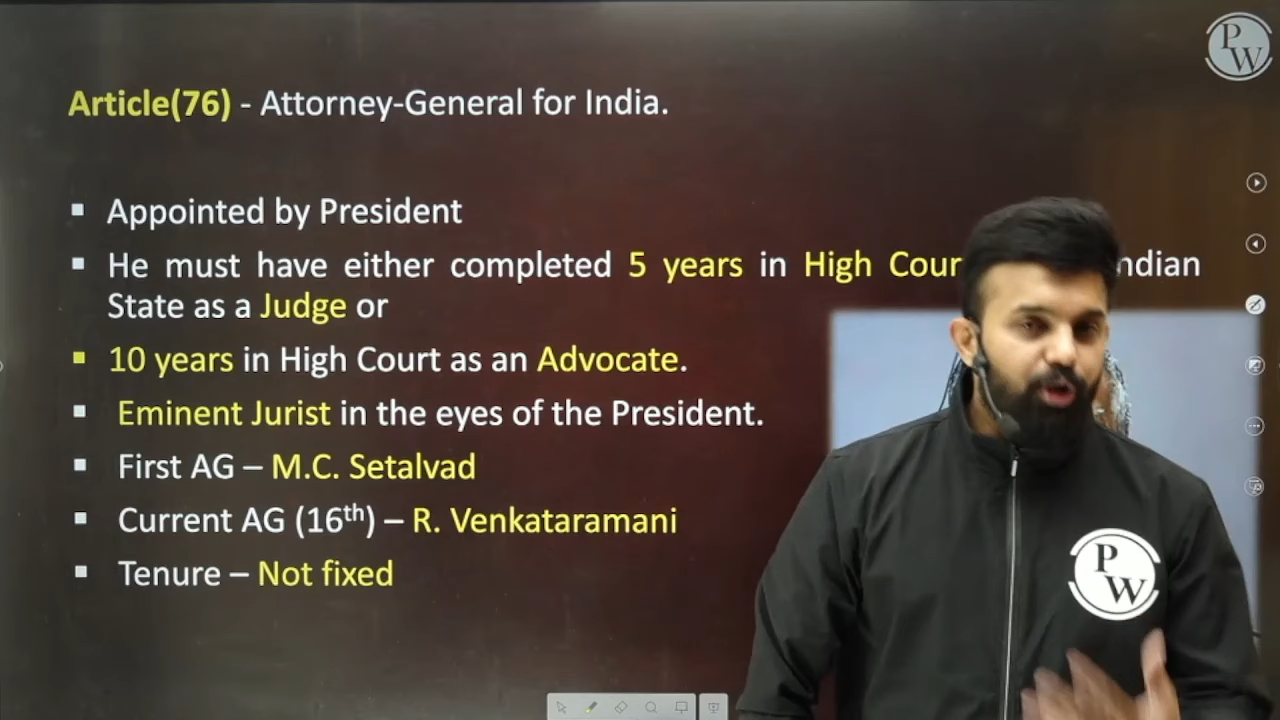 PW
Article(76) - Attorney-General for India.
▪ Appointed by President
▪ He must have either completed 5 years in High Cour ndian
State as a Judge or
▪ 10 years in High Court as an Advocate.
▪ Eminent Jurist in the eyes of the President.
▪ First AG – M.C. Setalvad
▪ Current AG (16th) – R. Venkataramani
▪ Tenure – Not fixed
PW